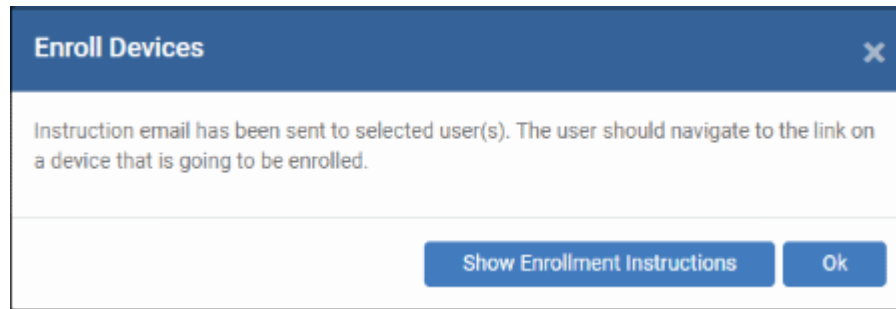 Enroll Devices
Instruction email has been sent to selected user(s). The user should navigate to the link on
a device that is going to be enrolled.
Show Enrollment Instructions
Ok